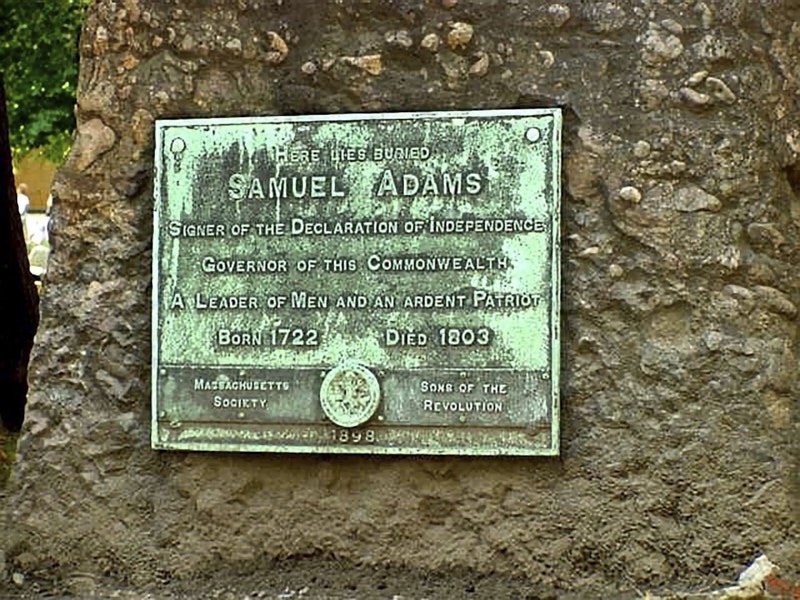 HERE LIES BURIED
SAMUEL ADAMS
SIGNER OF THE DECLARATION OF INDEPENDENCE
GOVERNOR OF THIS COMMONWEALTH
A LEADER OF MEN AND AN ARDENT PATRIOT
BORN 1722 DIED 1803
MASSACHUSETTS
SOCIETY
SONS OF THE
REVOLUTION
1898